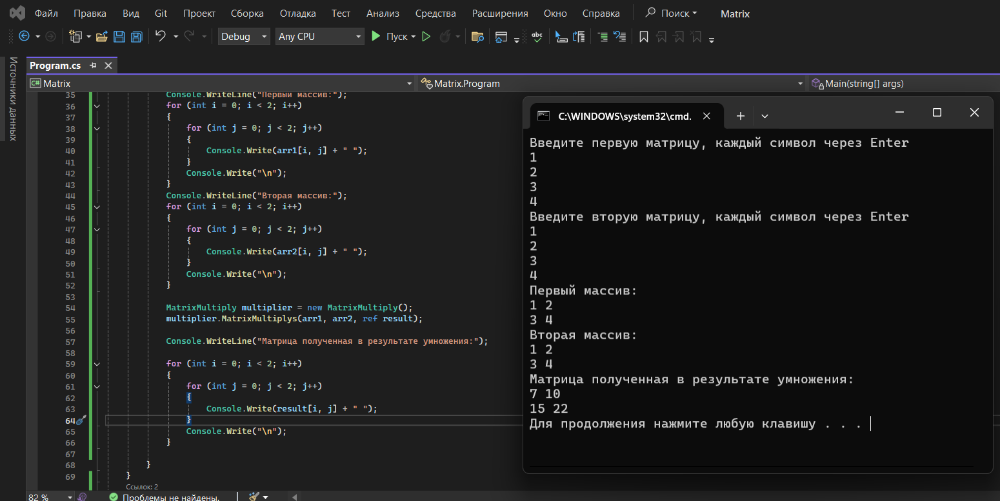 Файл Правка Вид Git Проект Сборка Отладка Тест Анализ Средства Расширения Окно Справка Поиск Matrix
Debug Any CPU Пуск
Источники данных
Program.cs
C# Matrix Matrix.Program Main(string[] args)
35 Console.WriteLine("Первый массив:");
36 for (int i = 0; i < 2; i++)
37 {
38 for (int j = 0; j < 2; j++)
39 {
40 Console.Write(arr1[i, j] + " ");
41 }
42 Console.Write("\n");
43 }
44 Console.WriteLine("Вторая массив:");
45 for (int i = 0; i < 2; i++)
46 {
47 for (int j = 0; j < 2; j++)
48 {
49 Console.Write(arr2[i, j] + " ");
50 }
51 Console.Write("\n");
52 }
53
54 MatrixMultiply multiplier = new MatrixMultiply();
55 multiplier.MatrixMultiplys(arr1, arr2, ref result);
56
57 Console.WriteLine("Матрица полученная в результате умножения:");
58
59 for (int i = 0; i < 2; i++)
60 {
61 for (int j = 0; j < 2; j++)
62 {
63 Console.Write(result[i, j] + " ");
64 }
65 Console.Write("\n");
66 }
67
68 }
69 }
Ссылок: 2
82 % Проблемы не найдены.
C:\WINDOWS\system32\cmd.
Введите первую матрицу, каждый символ через Enter
1
2
3
4
Введите вторую матрицу, каждый символ через Enter
1
2
3
4
Первый массив:
1 2
3 4
Вторая массив:
1 2
3 4
Матрица полученная в результате умножения:
7 10
15 22
Для продолжения нажмите любую клавишу . . .